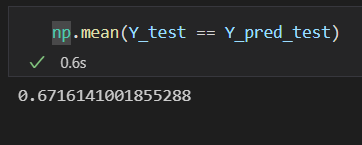 np.mean(Y_test == Y_pred_test)
0.6s
0.6716141001855288